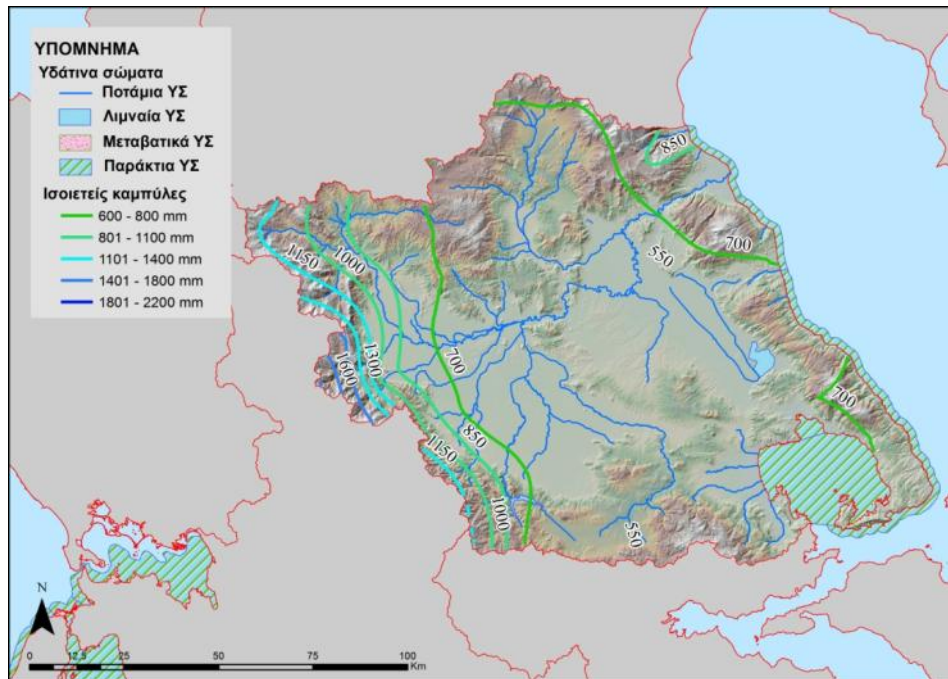 ΥΠΟΜΝΗΜΑ
Υδάτινα σώματα
Ποτάμια ΥΣ
Λιμναία ΥΣ
Μεταβατικά ΥΣ
Παράκτια ΥΣ
Ισοϋετείς καμπύλες
600 - 800 mm
801 - 1100 mm
1101 - 1400 mm
1401 - 1800 mm
1801 - 2200 mm
850
700
550
1150
1000
1600
1300
700
700
850
1150
1000
550
N
0 12,5 25 50 75 100
Km